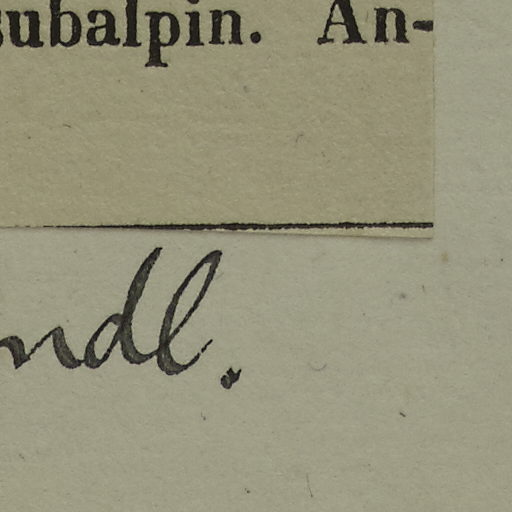 subalpin. An-
ndl.